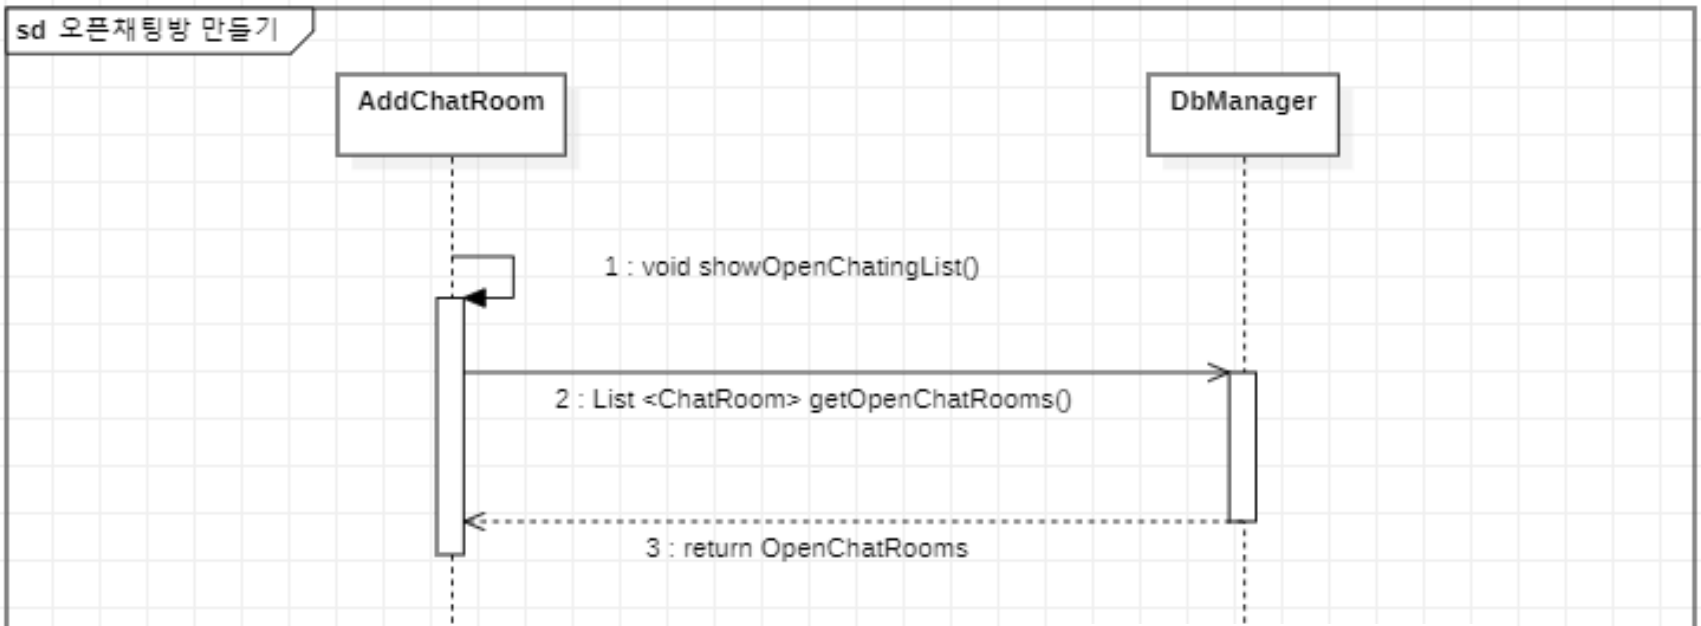 sd 오픈채팅방 만들기
AddChatRoom
DbManager
1 : void showOpenChatingList()
2 : List <ChatRoom> getOpenChatRooms()
3 : return OpenChatRooms